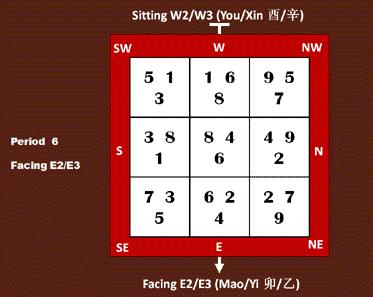 Sitting W2/W3 (You/Xin 酉/辛)
SW W NW
5 1 1 6 9 5
3 8 7
Period 6
3 8 8 4 4 9
S N
Facing E2/E3
1 6 2
7 3 6 2 2 7
5 4 9
SE E NE
Facing E2/E3 (Mao/Yi 卯/乙)